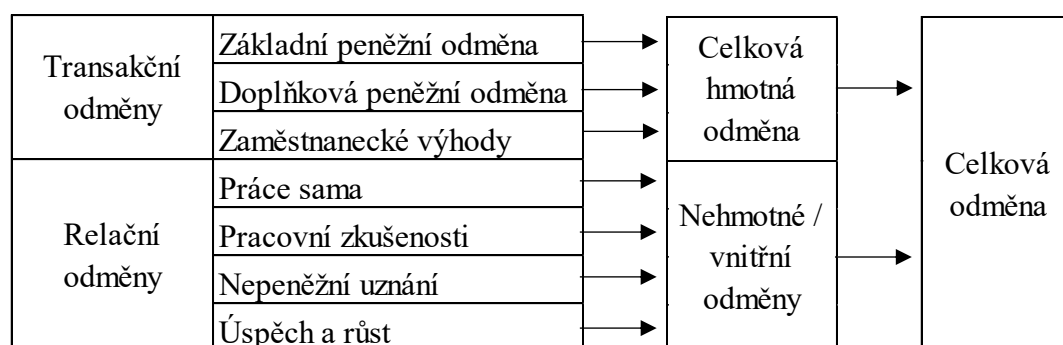 Transakční
odměny
Základní peněžní odměna
Doplňková peněžní odměna
Zaměstnanecké výhody
Relační
odměny
Práce sama
Pracovní zkušenosti
Nepeněžní uznání
Úspěch a růst
Celková
hmotná
odměna
Nehmotné /
vnitřní
odměny
Celková
odměna